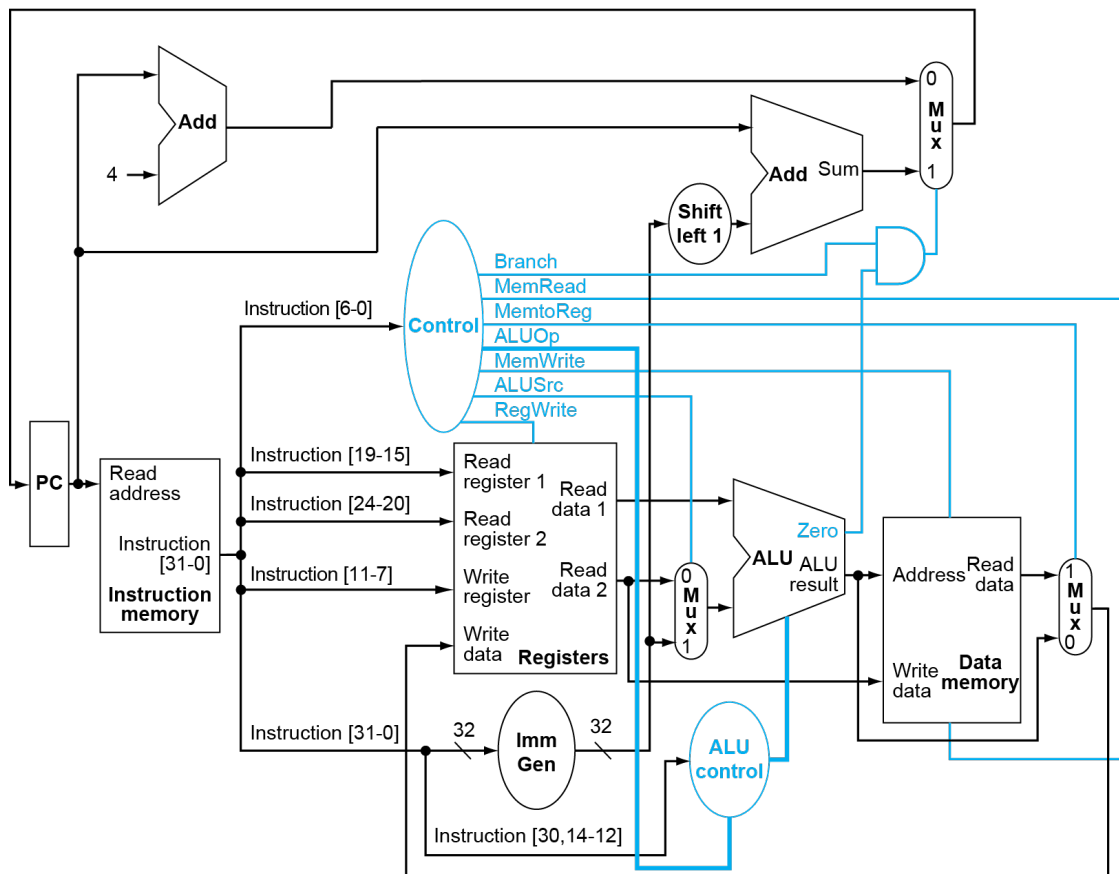 Add
4
0
Mux
1
Add
Sum
Shift
left 1
Branch
MemRead
MemtoReg
ALUOp
MemWrite
ALUSrc
RegWrite
Control
Instruction [6-0]
PC
Read
address
Instruction
[31-0]
Instruction
memory
Instruction [19-15]
Instruction [24-20]
Instruction [11-7]
Instruction [31-0]
Read
register 1
Read
register 2
Write
register
Write
data
Read
data 1
Read
data 2
Registers
0
Mux
1
Zero
ALU
ALU
result
Address
Read
data
Write
data
Data
memory
1
Mux
0
32
Imm
Gen
32
ALU
control
Instruction [30,14-12]